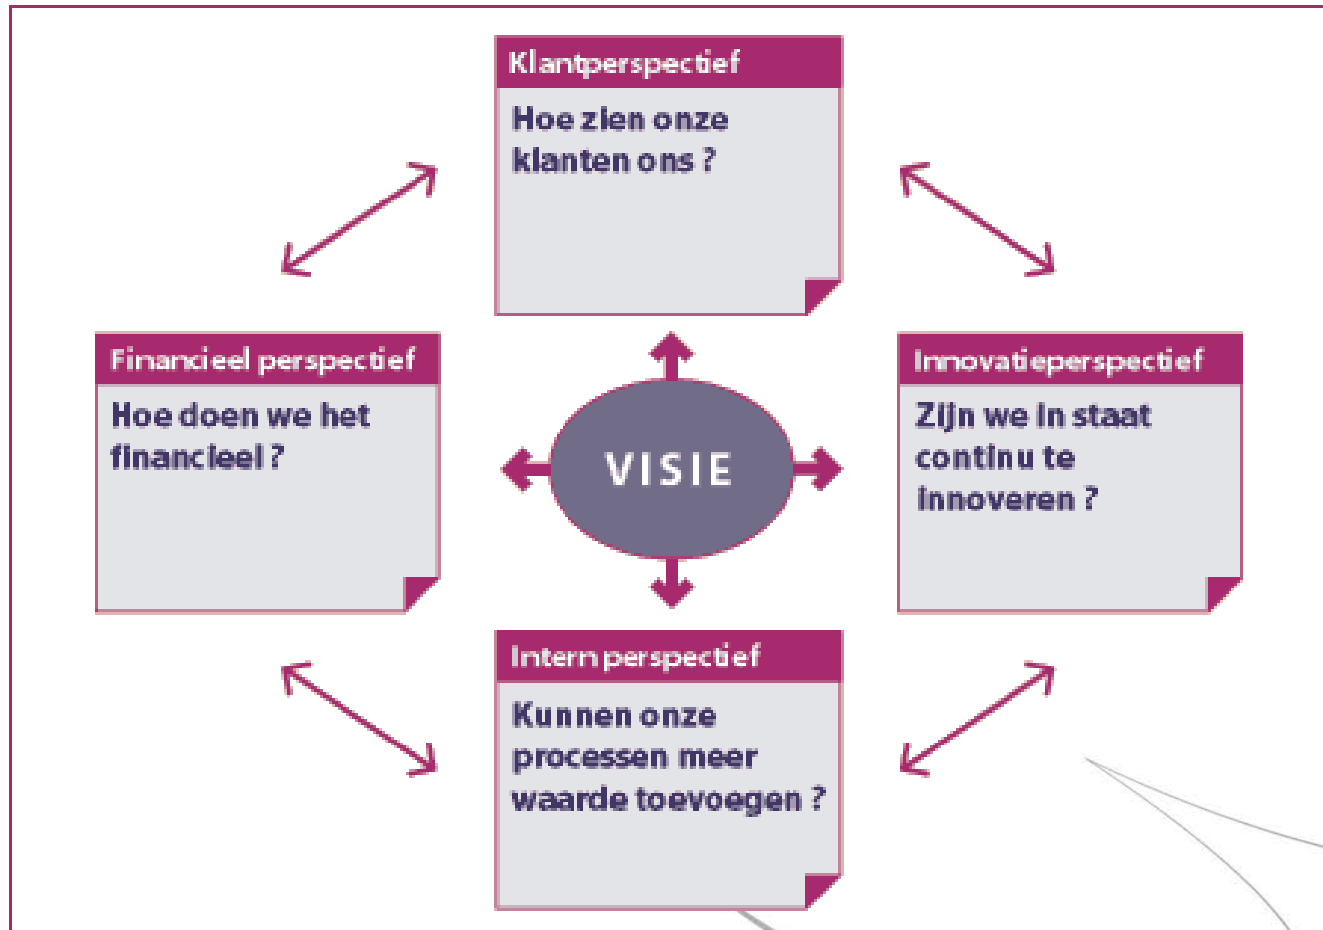 Klantperspectief
Hoe zien onze
klanten ons ?
Financieel perspectief
Hoe doen we het
financieel ?
VISIE
Innovatieperspectief
Zijn we in staat
continu te
innoveren ?
Intern perspectief
Kunnen onze
processen meer
waarde toevoegen ?